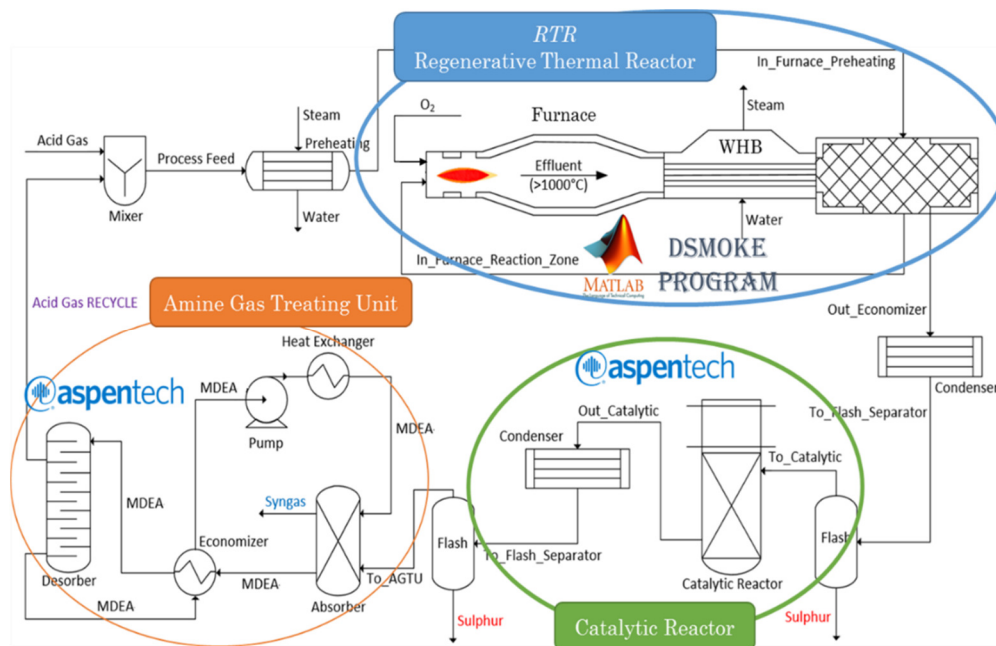 RTR
Regenerative Thermal Reactor
In_Furnace_Preheating
O2
Steam
Furnace
Steam
Acid Gas
Process Feed
Preheating
WHB
Effluent
(>1000°C)
Mixer
Water
Water
In_Furnace_Reaction_Zone
MATLAB
DSMOKE
PROGRAM
Acid Gas RECYCLE
Amine Gas Treating Unit
Out_Economizer
Heat Exchanger
aspentech
MDEA
aspentech
Condenser
Pump
MDEA
Out_Catalytic
To_Flash_Separator
Condenser
To_Catalytic
MDEA
Syngas
Economizer
Flash
Flash
To_Flash_Separator
Desorber
MDEA
To_AGTU
Catalytic Reactor
MDEA
Absorber
Sulphur
Catalytic Reactor
Sulphur